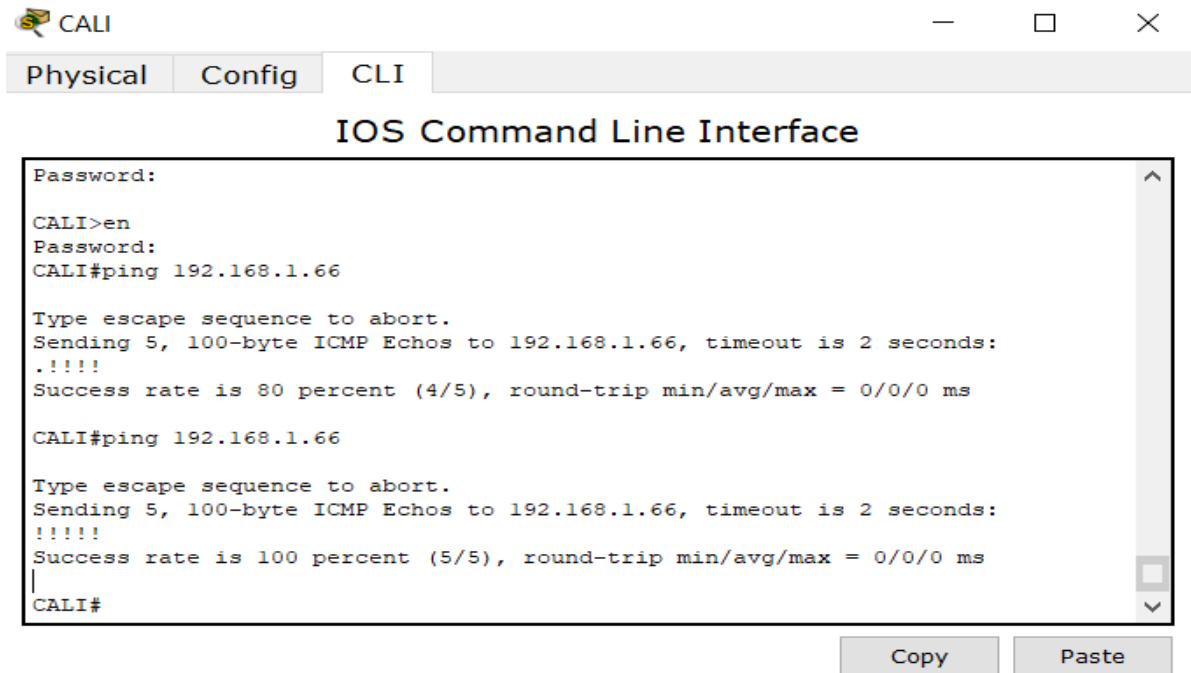 CALI
Physical Config CLI
IOS Command Line Interface
Password:
CALI>en
Password:
CALI#ping 192.168.1.66
Type escape sequence to abort.
Sending 5, 100-byte ICMP Echos to 192.168.1.66, timeout is 2 seconds:
.!!!!
Success rate is 80 percent (4/5), round-trip min/avg/max = 0/0/0 ms
CALI#ping 192.168.1.66
Type escape sequence to abort.
Sending 5, 100-byte ICMP Echos to 192.168.1.66, timeout is 2 seconds:
!!!!!
Success rate is 100 percent (5/5), round-trip min/avg/max = 0/0/0 ms
CALI#
Copy Paste